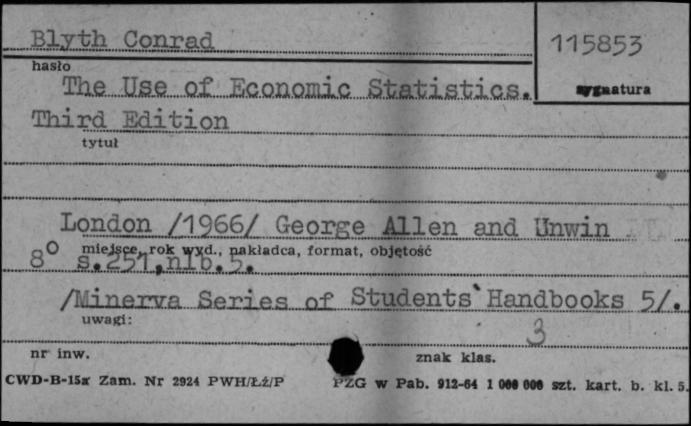 Blyth Conrad
115853
hasło
sygnatura
The Use of Economic Statistics.
Third Edition
tytuł
London /1966/ George Allen and Unwin
miejsce, rok wyd., nakładca, format, objętość
8° s.251,nlb.5.
/Minerva Series of Students'Handbooks 5/.
uwagi:
3
nr inw.
znak klas.
CWD-B-15a Zam. Nr 2924 PWH/ŁŻ/P
PZG w Pab. 912-64 1 000 000 szt. kart. b. kl. 5.